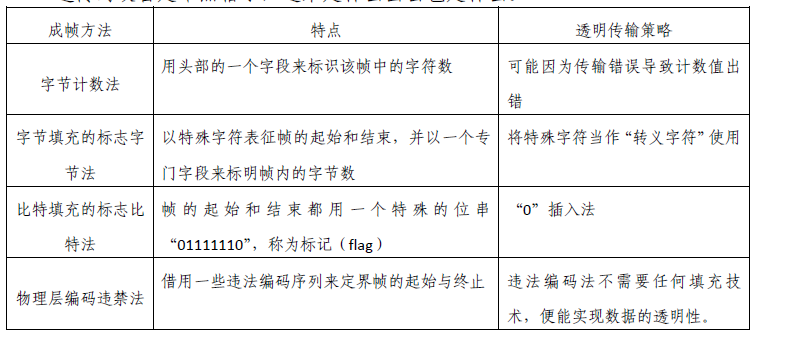 成帧方法
特点
透明传输策略
字节计数法
用头部的一个字段来标识该帧中的字符数
可能因为传输错误导致计数值出
错
字节填充的标志字
节法
以特殊字符表征帧的起始和结束，并以一个专
门字段来标明帧内的字节数
将特殊字符当作“转义字符”使用
比特填充的标志比
特法
帧的起始和结束都用一个特殊的位串
“01111110”，称为标记（flag）
“0”插入法
物理层编码违禁法
借用一些违法编码序列来定界帧的起始与终止
违法编码法不需要任何填充技
术，便能实现数据的透明性。